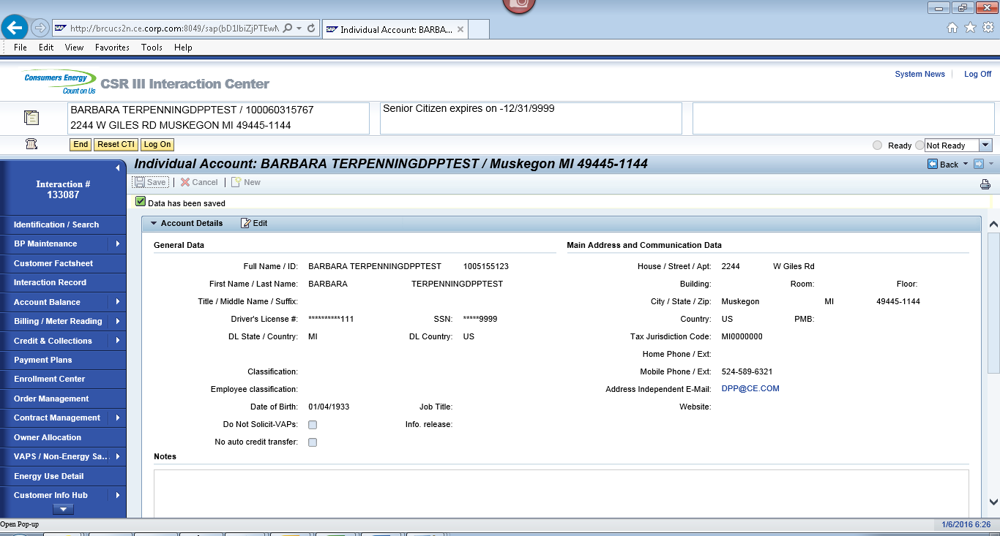 http://brcucs2n.ce.corp.com:8049/sap(bD1lbiZjPTEwN
Individual Account: BARBA...
File Edit View Favorites Tools Help
Consumers Energy
Count on Us
CSR III Interaction Center
System News | Log Off
BARBARA TERPENNINGDPPTEST / 100060315767
2244 W GILES RD MUSKEGON MI 49445-1144
Senior Citizen expires on -12/31/9999
End Reset CTI Log On
Ready Not Ready
Individual Account: BARBARA TERPENNINGDPPTEST / Muskegon MI 49445-1144
Back
Save | Cancel | New
Data has been saved
Interaction #
133087
Identification / Search
BP Maintenance
Customer Factsheet
Interaction Record
Account Balance
Billing / Meter Reading
Credit & Collections
Payment Plans
Enrollment Center
Order Management
Contract Management
Owner Allocation
VAPS / Non-Energy Sa...
Energy Use Detail
Customer Info Hub
Account Details Edit
General Data
Full Name / ID: BARBARA TERPENNINGDPPTEST 1005155123
First Name / Last Name: BARBARA TERPENNINGDPPTEST
Title / Middle Name / Suffix:
Driver's License #: **********111 SSN: *****9999
DL State / Country: MI DL Country: US
Classification:
Employee classification:
Date of Birth: 01/04/1933 Job Title:
Do Not Solicit-VAPs: Info. release:
No auto credit transfer:
Main Address and Communication Data
House / Street / Apt: 2244 W Giles Rd
Building: Room: Floor:
City / State / Zip: Muskegon MI 49445-1144
Country: US PMB:
Tax Jurisdiction Code: MI0000000
Home Phone / Ext:
Mobile Phone / Ext: 524-589-6321
Address Independent E-Mail: DPP@CE.COM
Website:
Notes
Open Pop-up
1/6/2016 6:26